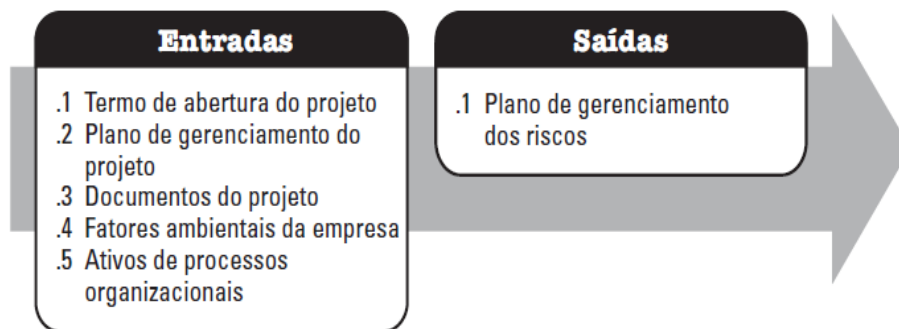 Entradas
.1 Termo de abertura do projeto
.2 Plano de gerenciamento do
projeto
.3 Documentos do projeto
.4 Fatores ambientais da empresa
.5 Ativos de processos
organizacionais
Saídas
.1 Plano de gerenciamento
dos riscos